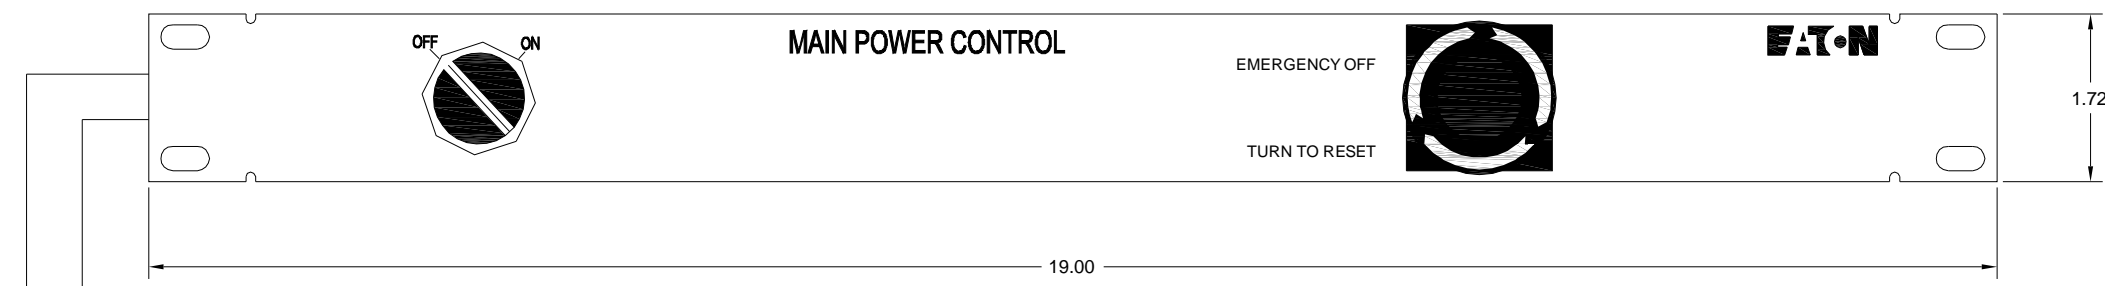 OFF
ON
MAIN POWER CONTROL
EMERGENCY OFF
TURN TO RESET
EATON
1.72
19.00